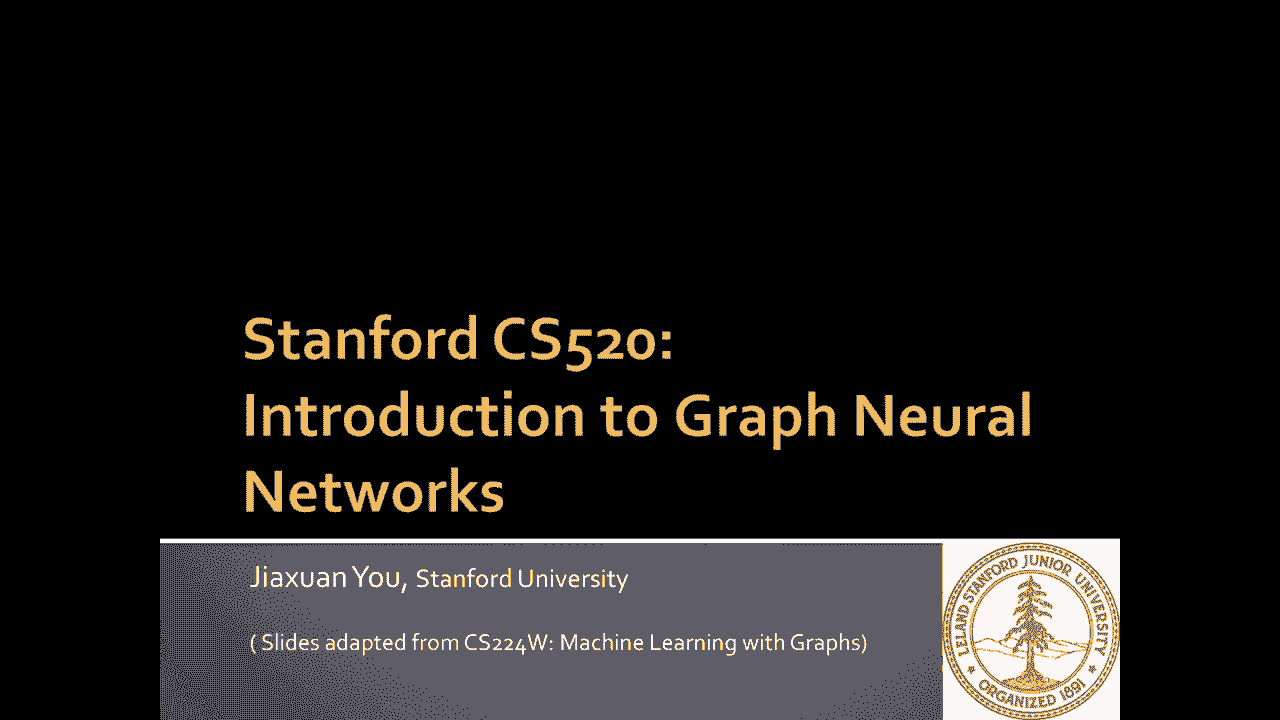 Stanford CS520:
Introduction to Graph Neural
Networks
Jiaxuan You, Stanford University
( Slides adapted from CS224W: Machine Learning with Graphs)
LELAND STANFORD JUNIOR UNIVERSITY
ORGANIZED 1891